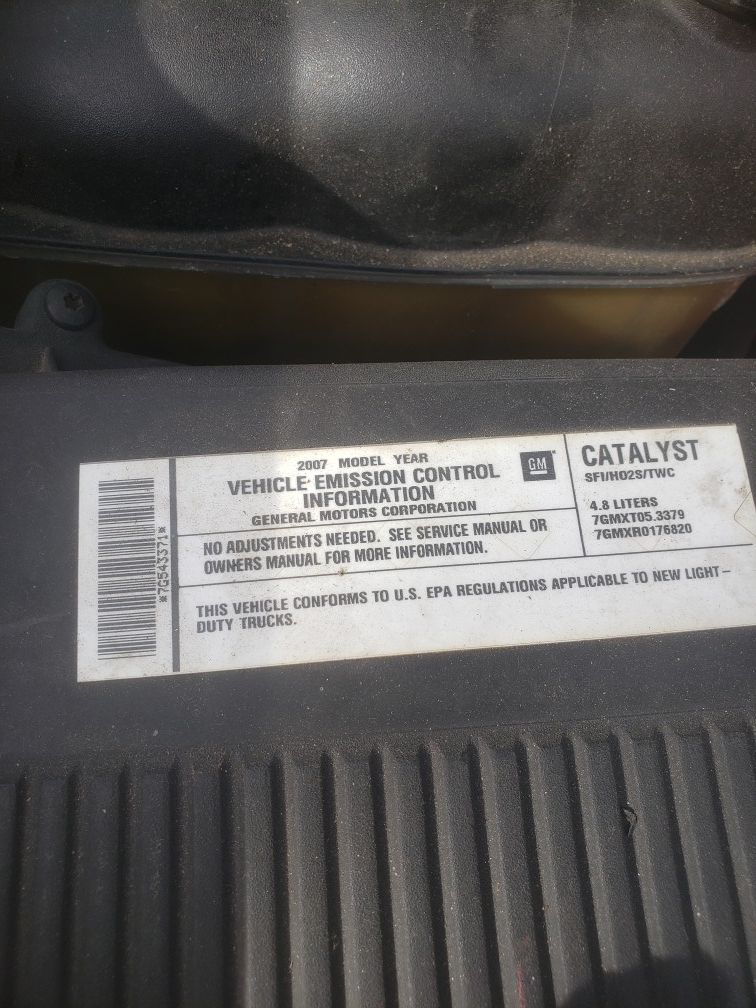 2007 MODEL YEAR
VEHICLE EMISSION CONTROL
INFORMATION
GENERAL MOTORS CORPORATION
GM
CATALYST
SFI/HO2S/TWC
4.8 LITERS
7GMXT05.3379
7GMXR0176820
NO ADJUSTMENTS NEEDED. SEE SERVICE MANUAL OR
OWNERS MANUAL FOR MORE INFORMATION.
THIS VEHICLE CONFORMS TO U.S. EPA REGULATIONS APPLICABLE TO NEW LIGHT-
DUTY TRUCKS.
*7G543371*